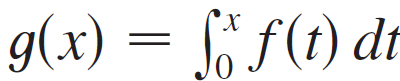 g(x) = ∫₀ˣ f(t) dt